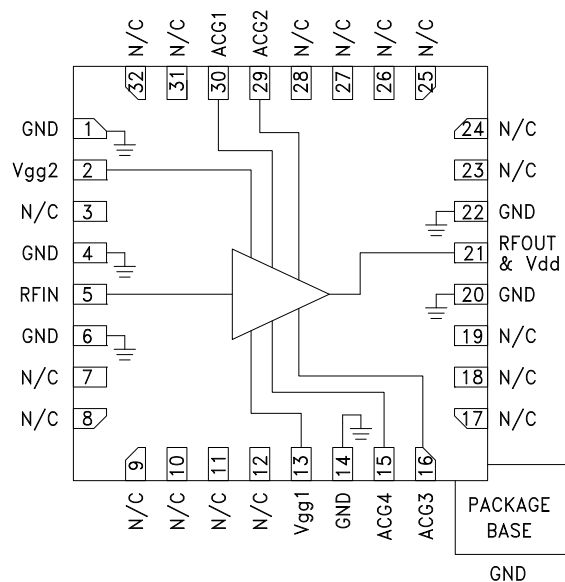 N/C
N/C
ACG1
ACG2
N/C
N/C
N/C
N/C
32
31
30
29
28
27
26
25
GND 1
Vgg2 2
N/C 3
GND 4
RFIN 5
GND 6
N/C 7
N/C 8
24 N/C
23 N/C
22 GND
21 RFOUT
& Vdd
20 GND
19 N/C
18 N/C
17 N/C
9
10
11
12
13
14
15
16
N/C
N/C
N/C
N/C
Vgg1
GND
ACG4
ACG3
PACKAGE
BASE
GND